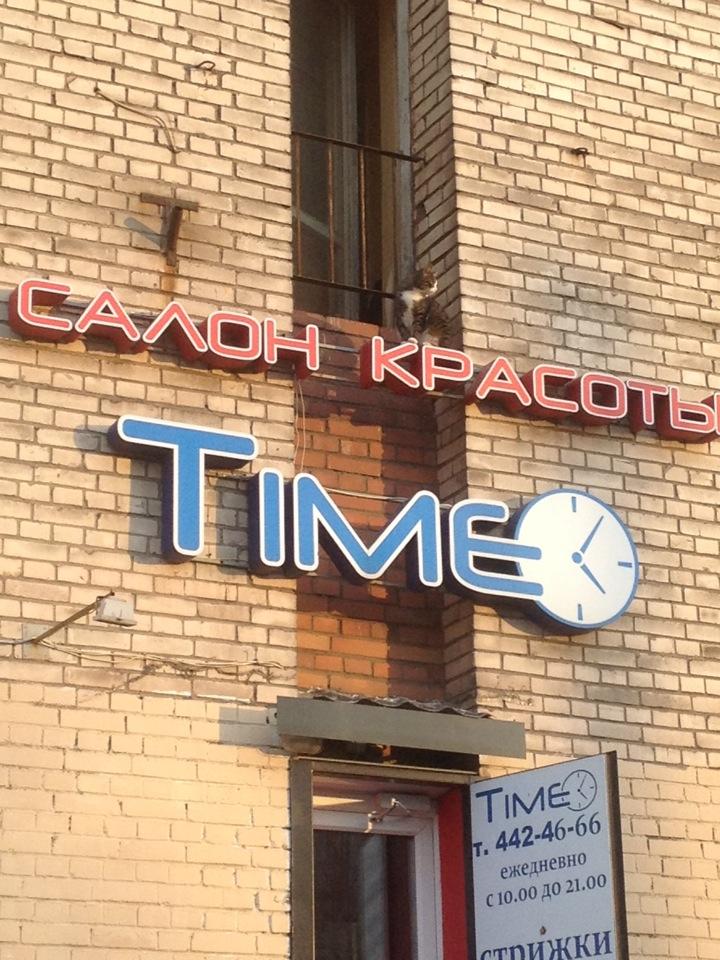 САЛОН КРАСОТЫ
TIME
TIME
т. 442-46-66
ежедневно
с 10.00 до 21.00
стрижки